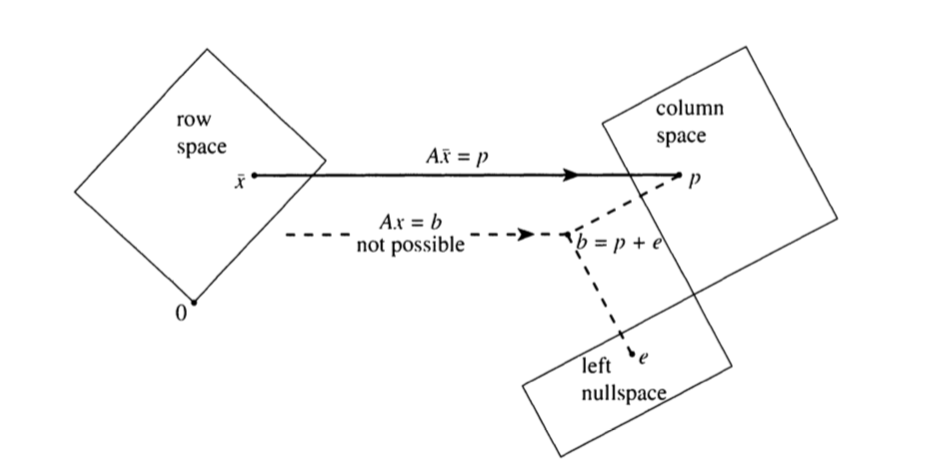 row
space
column
space
Ax̄ = p
x̄
p
Ax = b
not possible
b = p + e
0
e
left
nullspace